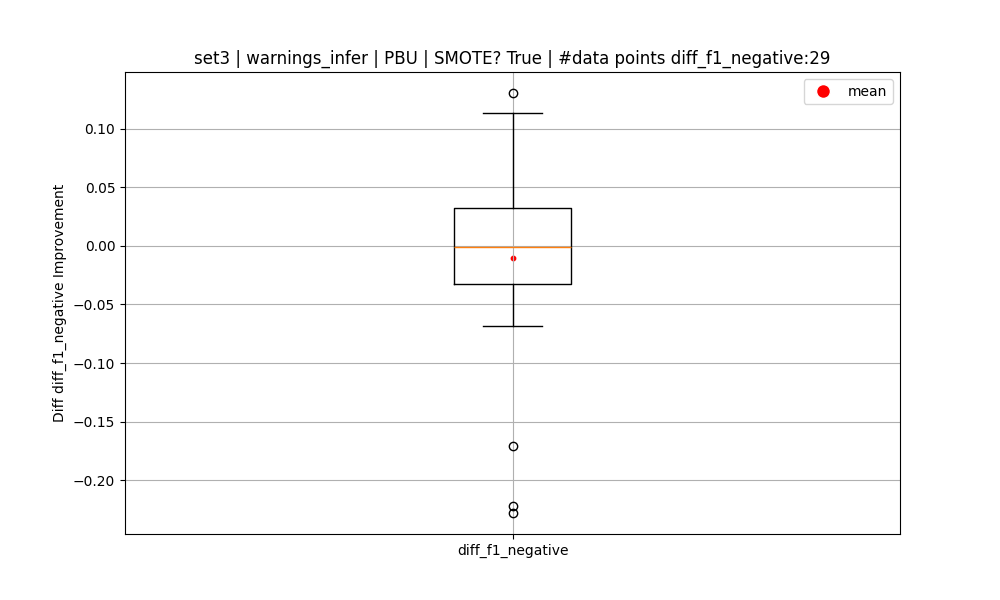 set3 | warnings_infer | PBU | SMOTE? True | #data points diff_f1_negative:29
mean
0.10
0.05
0.00
−0.05
−0.10
−0.15
−0.20
Diff diff_f1_negative Improvement
diff_f1_negative